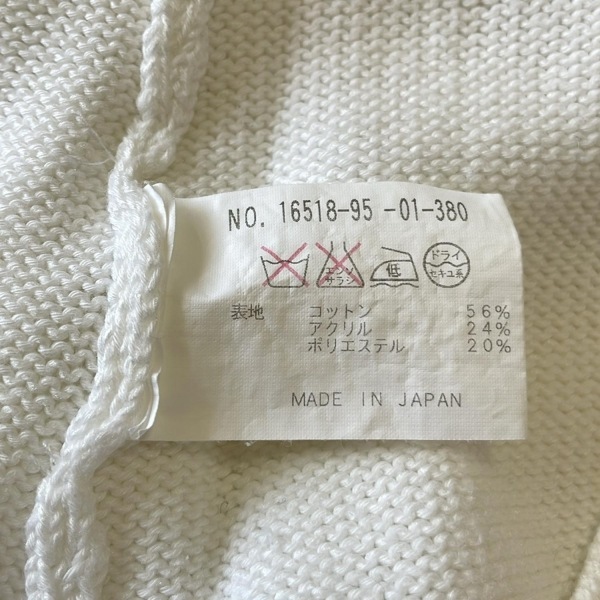 NO. 16518-95 -01-380
エンソ
サラシ
低
ドライ
セキユ系
表地 コットン 56%
アクリル 24%
ポリエステル 20%
MADE IN JAPAN